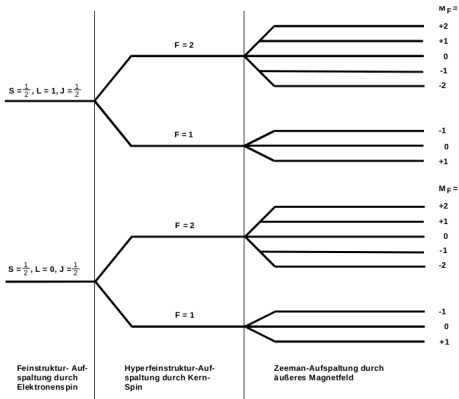 M F =
+2
F = 2
+1
0
-1
-2
S = 1/2 , L = 1, J = 1/2
F = 1
-1
0
+1
M F =
+2
F = 2
+1
0
-1
-2
S = 1/2 , L = 0, J = 1/2
F = 1
-1
0
+1
Feinstruktur- Auf-
spaltung durch
Elektronenspin
Hyperfeinstruktur-Auf-
spaltung durch Kern-
Spin
Zeeman-Aufspaltung durch
äußeres Magnetfeld